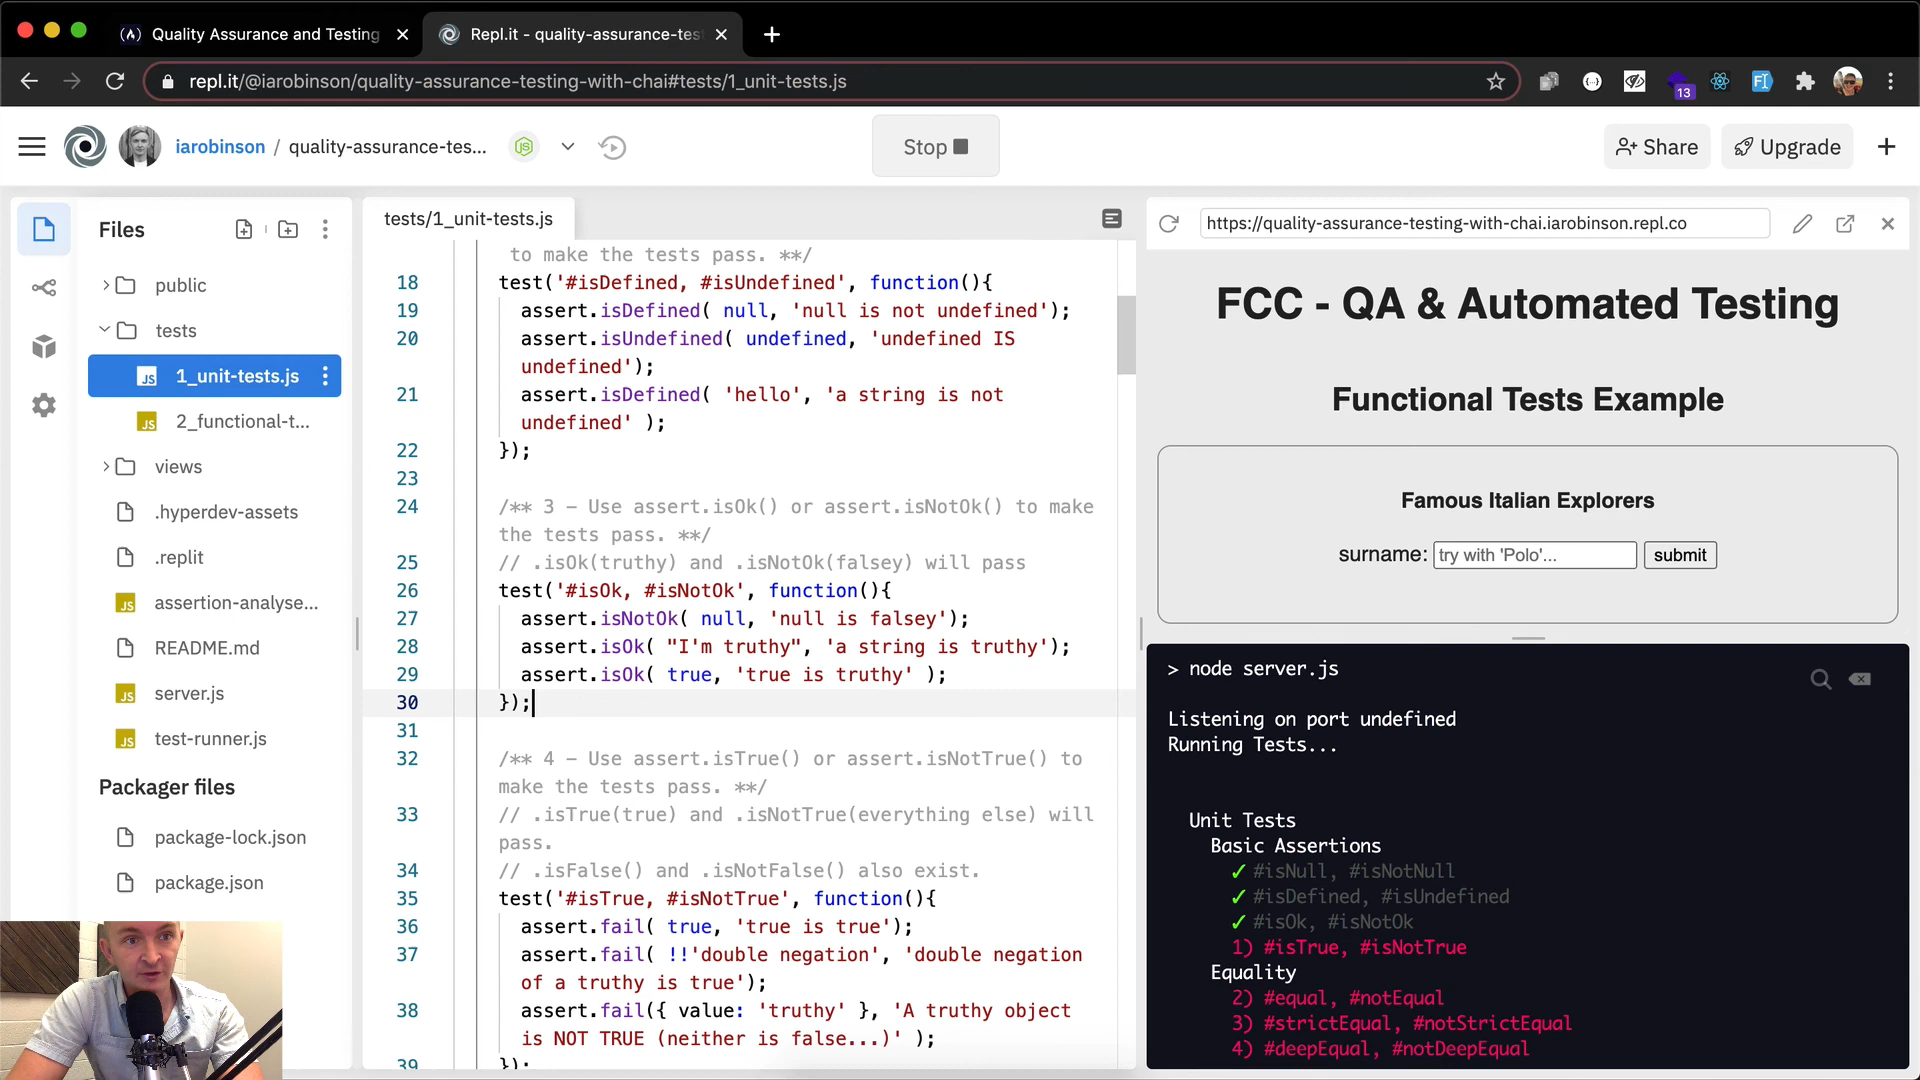 Quality Assurance and Testing
Repl.it - quality-assurance-tes
repl.it/@iarobinson/quality-assurance-testing-with-chai#tests/1_unit-tests.js
13
iarobinson / quality-assurance-tes...
Stop
Share
Upgrade
Files
public
tests
JS 1_unit-tests.js
JS 2_functional-t...
views
.hyperdev-assets
.replit
JS assertion-analyse...
README.md
JS server.js
JS test-runner.js
Packager files
package-lock.json
package.json
tests/1_unit-tests.js
to make the tests pass. **/
18 test('#isDefined, #isUndefined', function(){
19 assert.isDefined( null, 'null is not undefined');
20 assert.isUndefined( undefined, 'undefined IS
undefined');
21 assert.isDefined( 'hello', 'a string is not
undefined' );
22 });
23
24 /** 3 - Use assert.isOk() or assert.isNotOk() to make
the tests pass. **/
25 // .isOk(truthy) and .isNotOk(falsey) will pass
26 test('#isOk, #isNotOk', function(){
27 assert.isNotOk( null, 'null is falsey');
28 assert.isOk( "I'm truthy", 'a string is truthy');
29 assert.isOk( true, 'true is truthy' );
30 });
31
32 /** 4 - Use assert.isTrue() or assert.isNotTrue() to
make the tests pass. **/
33 // .isTrue(true) and .isNotTrue(everything else) will
pass.
34 // .isFalse() and .isNotFalse() also exist.
35 test('#isTrue, #isNotTrue', function(){
36 assert.fail( true, 'true is true');
37 assert.fail( !!'double negation', 'double negation
of a truthy is true');
38 assert.fail({ value: 'truthy' }, 'A truthy object
is NOT TRUE (neither is false...)' );
39 });
https://quality-assurance-testing-with-chai.iarobinson.repl.co
FCC - QA & Automated Testing
Functional Tests Example
Famous Italian Explorers
surname: try with 'Polo'... submit
> node server.js
Listening on port undefined
Running Tests...
Unit Tests
Basic Assertions
✓ #isNull, #isNotNull
✓ #isDefined, #isUndefined
✓ #isOk, #isNotOk
1) #isTrue, #isNotTrue
Equality
2) #equal, #notEqual
3) #strictEqual, #notStrictEqual
4) #deepEqual, #notDeepEqual